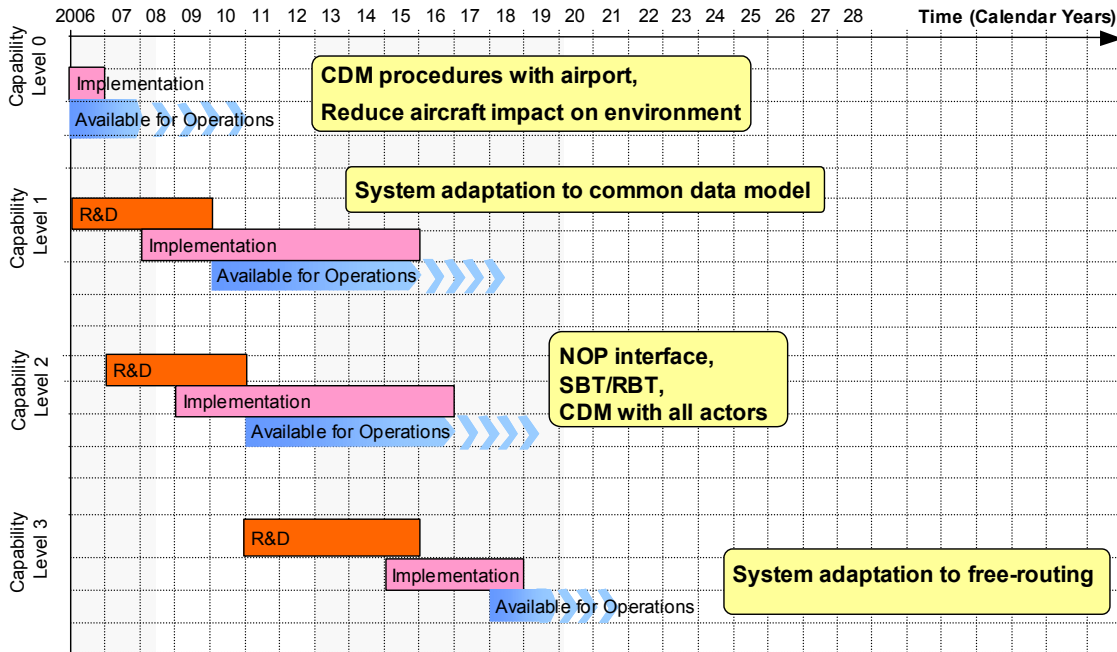 2006 07 08 09 10 11 12 13 14 15 16 17 18 19 20 21 22 23 24 25 26 27 28 Time (Calendar Years)
Capability
Level 0
Implementation
Available for Operations
CDM procedures with airport,
Reduce aircraft impact on environment
Capability
Level 1
System adaptation to common data model
R&D
Implementation
Available for Operations
Capability
Level 2
R&D
Implementation
Available for Operations
NOP interface,
SBT/RBT,
CDM with all actors
Capability
Level 3
R&D
Implementation
Available for Operations
System adaptation to free-routing